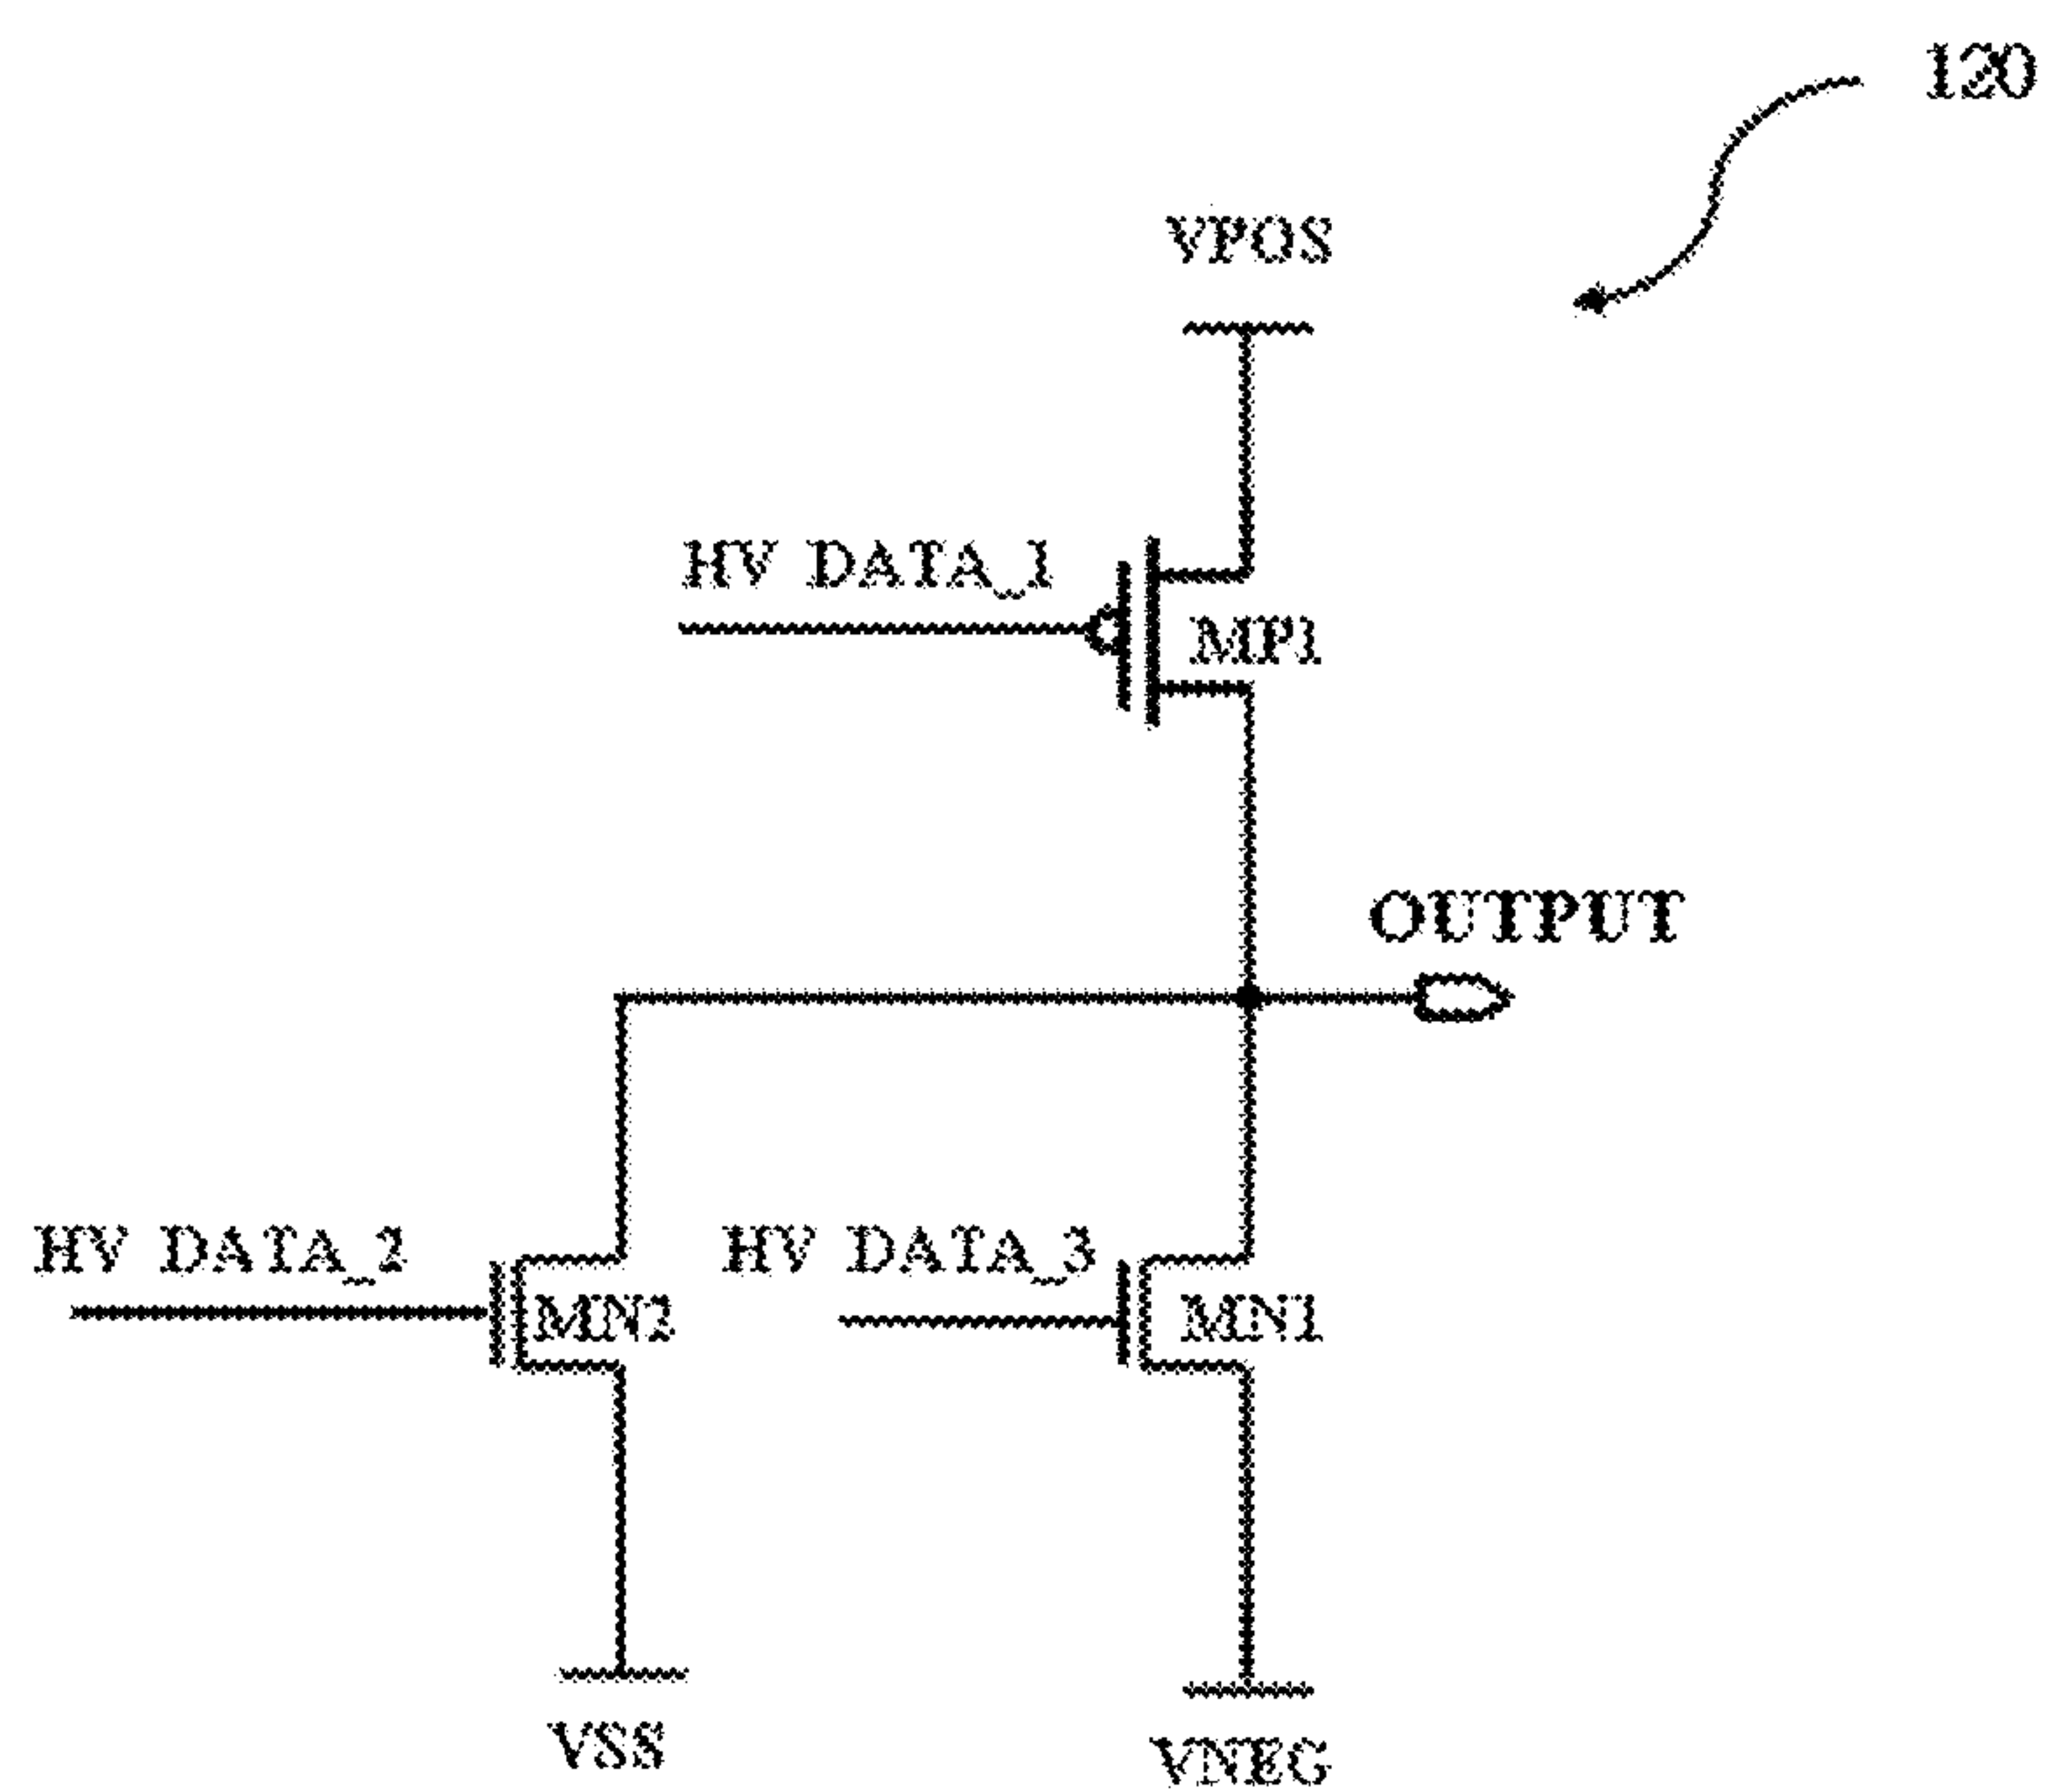 120
VPOS
HV DATA_1
MP1
OUTPUT
HV DATA_2
MN2
HV DATA_3
MN1
VSS
VNEG